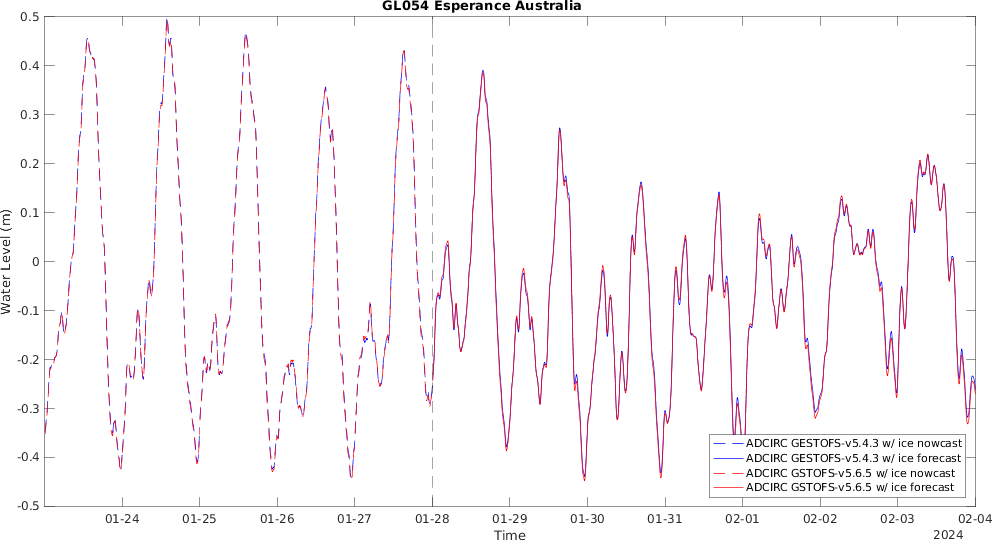 GL054 Esperance Australia
0.5
0.4
0.3
0.2
0.1
0
-0.1
-0.2
-0.3
-0.4
-0.5
Water Level (m)
01-24 01-25 01-26 01-27 01-28 01-29 01-30 01-31 02-01 02-02 02-03 02-04
Time
2024
ADCIRC GESTOFS-v5.4.3 w/ ice nowcast
ADCIRC GESTOFS-v5.4.3 w/ ice forecast
ADCIRC GSTOFS-v5.6.5 w/ ice nowcast
ADCIRC GSTOFS-v5.6.5 w/ ice forecast